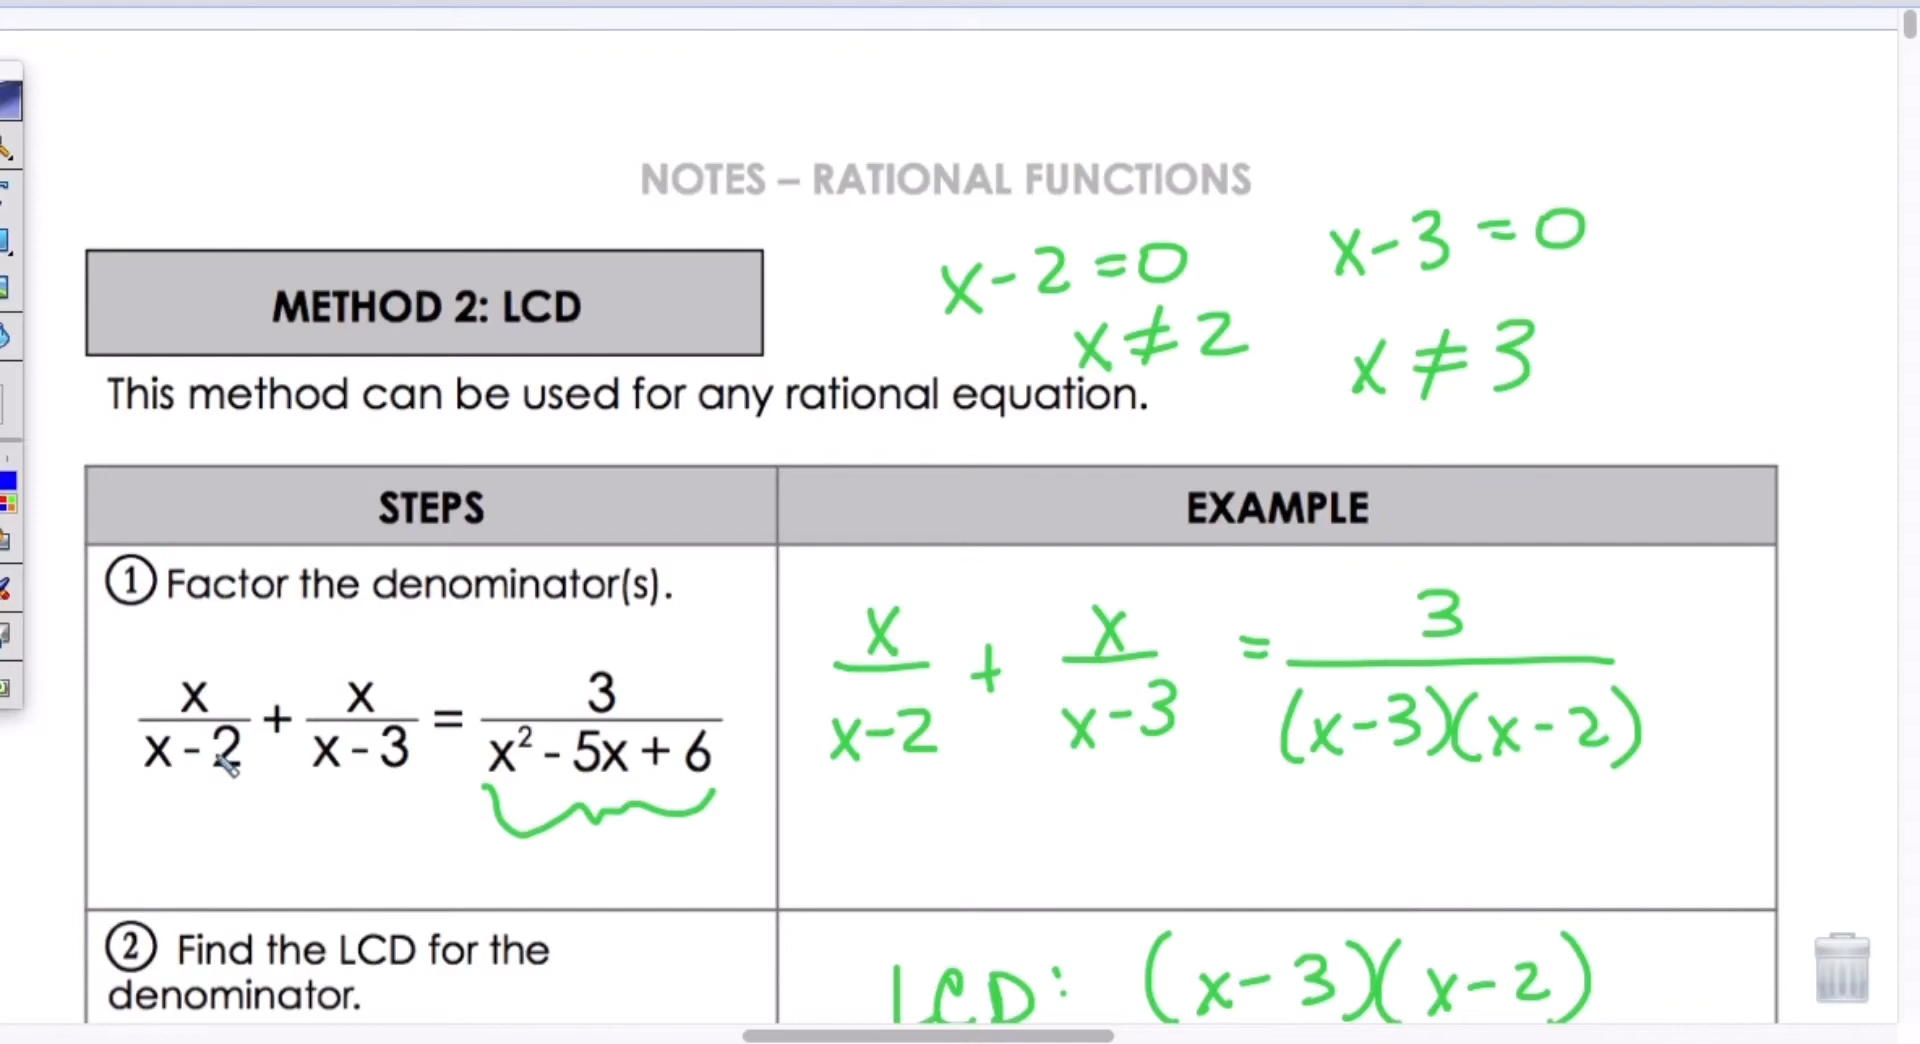 NOTES – RATIONAL FUNCTIONS
x-2=0
x≠2
x-3=0
x≠3
METHOD 2: LCD
This method can be used for any rational equation.
STEPS
EXAMPLE
① Factor the denominator(s).
x/(x - 2) + x/(x - 3) = 3/(x² - 5x + 6)
x/(x-2) + x/(x-3) = 3/((x-3)(x-2))
② Find the LCD for the
denominator.
LCD: (x-3)(x-2)